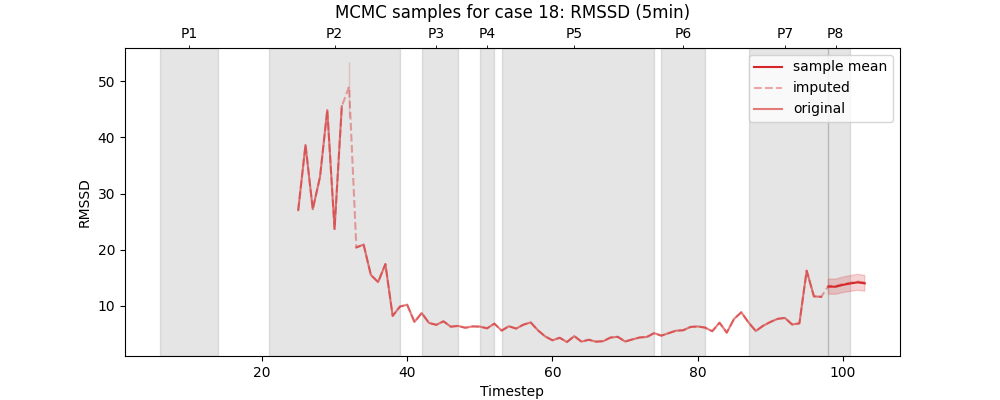 MCMC samples for case 18: RMSSD (5min)
P1 P2 P3 P4 P5 P6 P7 P8
sample mean
imputed
original
50
40
30
20
10
RMSSD
20 40 60 80 100
Timestep